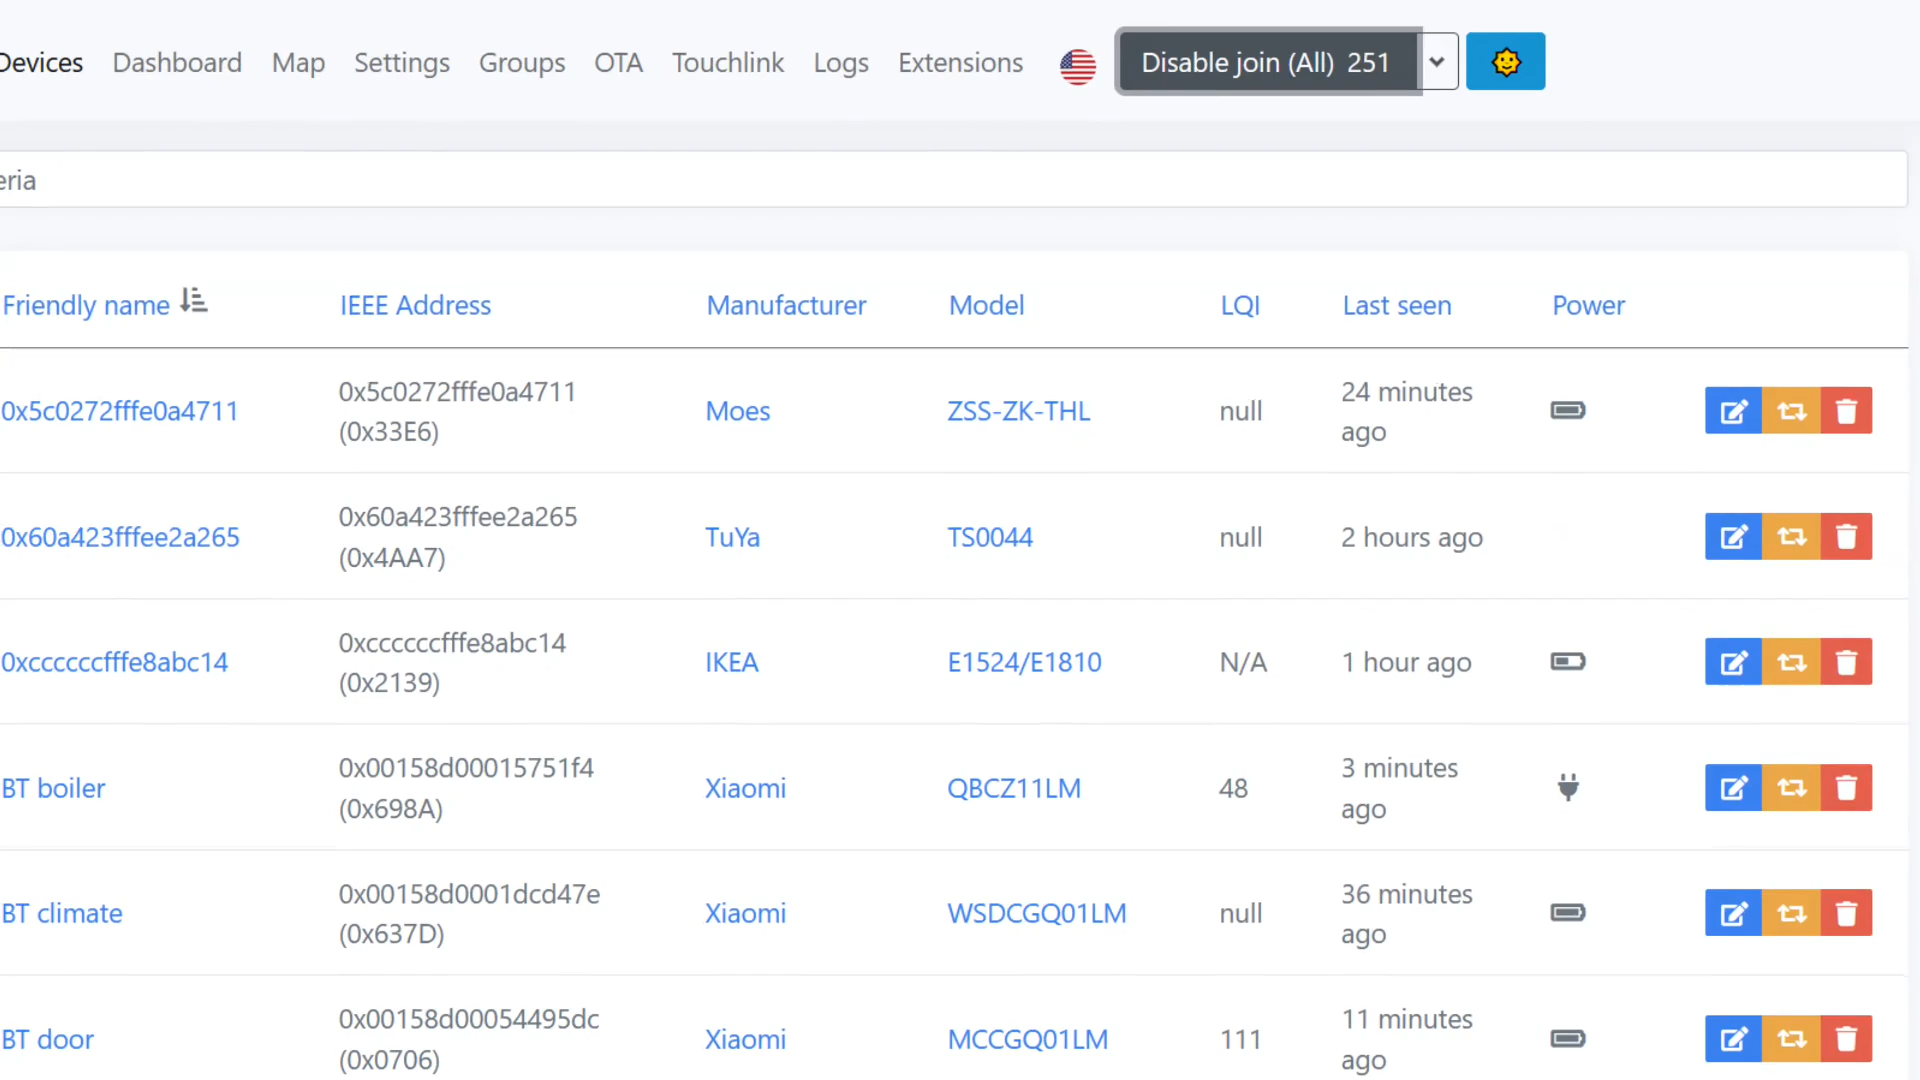 Devices Dashboard Map Settings Groups OTA Touchlink Logs Extensions Disable join (All) 251
eria
Friendly name IEEE Address Manufacturer Model LQI Last seen Power
0x5c0272fffe0a4711 0x5c0272fffe0a4711 (0x33E6) Moes ZSS-ZK-THL null 24 minutes ago
0x60a423fffee2a265 0x60a423fffee2a265 (0x4AA7) TuYa TS0044 null 2 hours ago
0xccccccfffe8abc14 0xccccccfffe8abc14 (0x2139) IKEA E1524/E1810 N/A 1 hour ago
BT boiler 0x00158d00015751f4 (0x698A) Xiaomi QBCZ11LM 48 3 minutes ago
BT climate 0x00158d0001dcd47e (0x637D) Xiaomi WSDCGQ01LM null 36 minutes ago
BT door 0x00158d00054495dc (0x0706) Xiaomi MCCGQ01LM 111 11 minutes ago